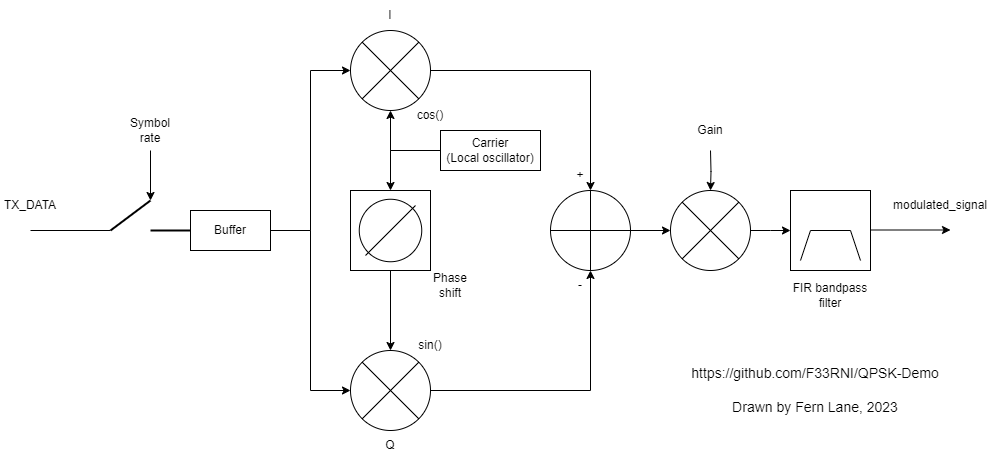 I
Symbol
rate
cos()
Carrier
(Local oscillator)
Gain
+
TX_DATA
Buffer
modulated_signal
Phase
shift
-
FIR bandpass
filter
sin()
Q
https://github.com/F33RNI/QPSK-Demo
Drawn by Fern Lane, 2023